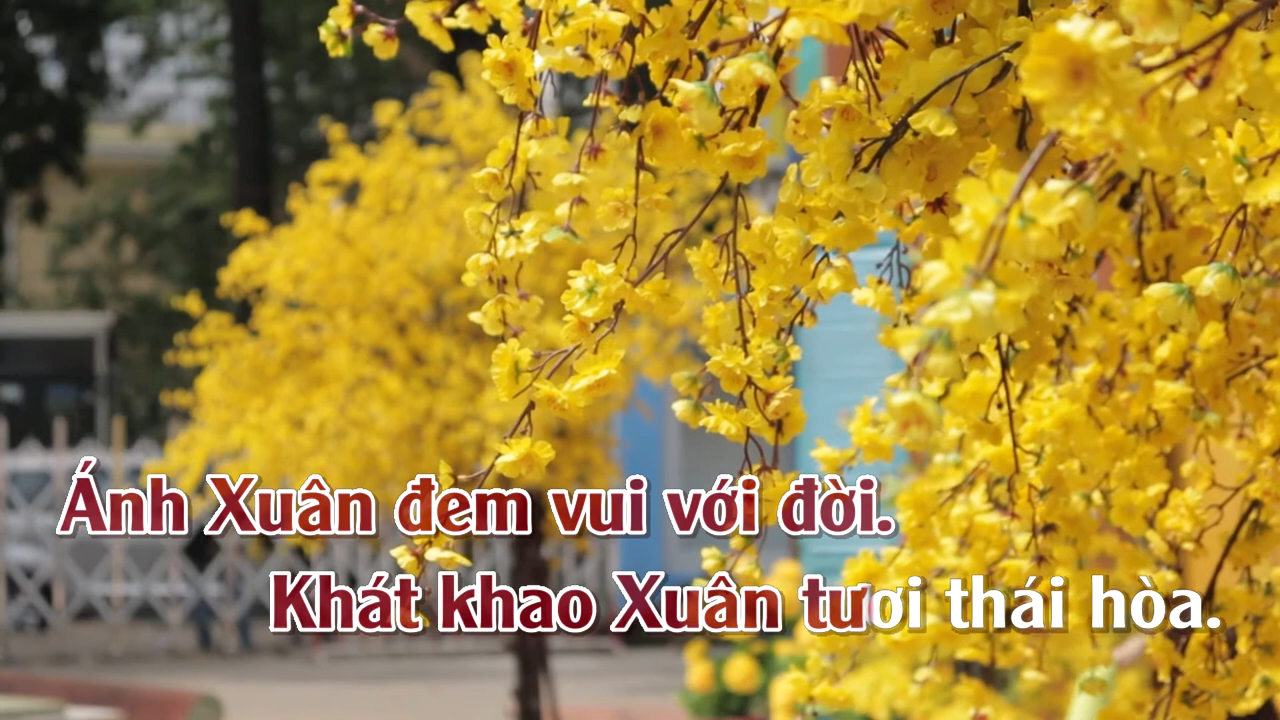 Ánh Xuân đem vui với đời.
Khát khao Xuân tươi thái hòa.